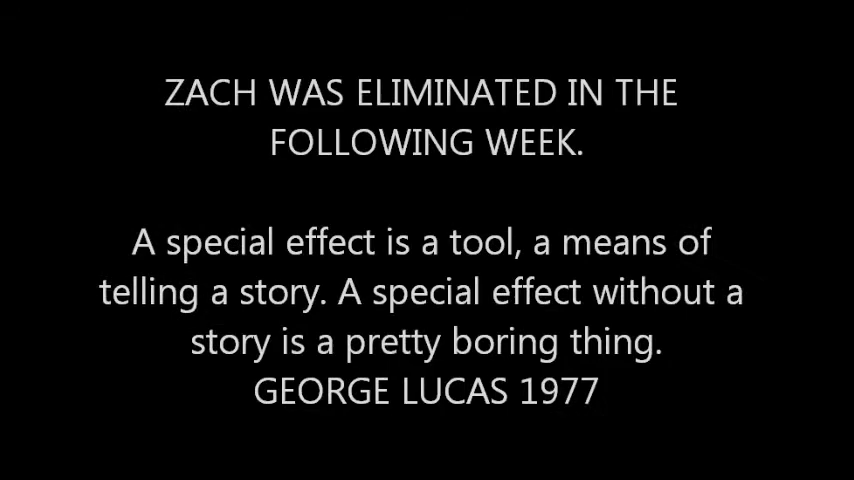 ZACH WAS ELIMINATED IN THE
FOLLOWING WEEK.
A special effect is a tool, a means of
telling a story. A special effect without a
story is a pretty boring thing.
GEORGE LUCAS 1977